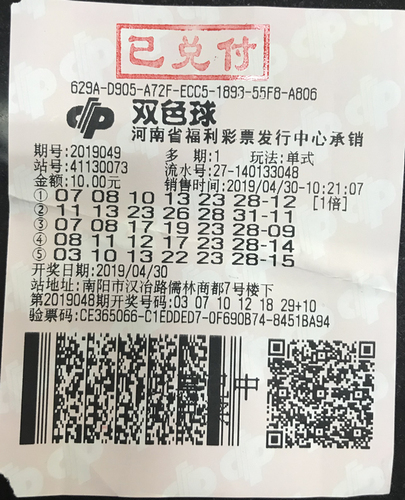 已兑付
629A-D905-A72F-ECC5-1893-55F8-A806
双色球
河南省福利彩票发行中心承销
期号:2019049 多 期:1 玩法:单式
站号:41130073 流水号:27-140133048
金额:10.00元 销售时间:2019/04/30-10:21:07
① 07 08 10 13 23 28-12 [1倍]
② 11 13 23 26 28 31-11
③ 07 08 17 19 23 28-09
④ 08 11 12 17 23 28-14
⑤ 03 10 13 22 23 28-15
开奖日期:2019/04/30
站地址:南阳市汉冶路儒林商都7号楼下
第2019048期开奖号码:03 07 10 12 18 29+10
验票码:CE365066-C1EDDED7-0F690B74-8451BA94